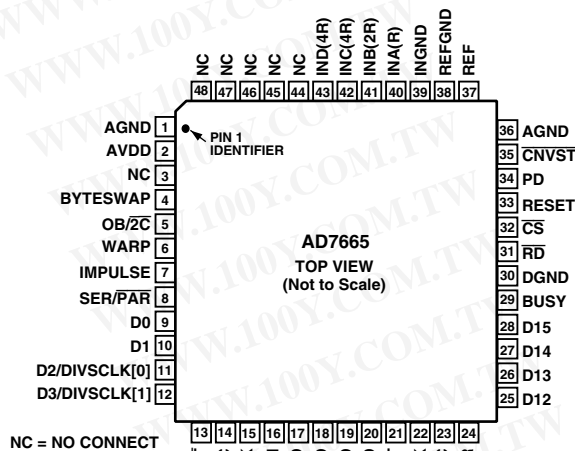 NC
NC
NC
NC
NC
IND(4R)
INC(4R)
INB(2R)
INA(R)
INGND
REFGND
REF
48 47 46 45 44 43 42 41 40 39 38 37
AGND 1
AVDD 2
NC 3
BYTESWAP 4
OB/2C 5
WARP 6
IMPULSE 7
SER/PAR 8
D0 9
D1 10
D2/DIVSCLK[0] 11
D3/DIVSCLK[1] 12
PIN 1
IDENTIFIER
AD7665
TOP VIEW
(Not to Scale)
36 AGND
35 CNVST
34 PD
33 RESET
32 CS
31 RD
30 DGND
29 BUSY
28 D15
27 D14
26 D13
25 D12
13 14 15 16 17 18 19 20 21 22 23 24
NC = NO CONNECT
WWW.100Y.COM.TW